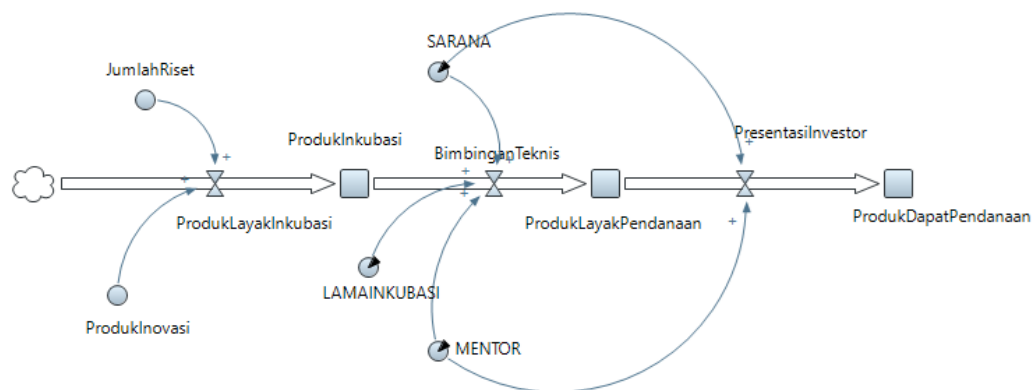 SARANA
JumlahRiset
ProdukInkubasi
BimbinganTeknis
PresentasiInvestor
+
+
+
+
+
+
+
ProdukLayakInkubasi
ProdukLayakPendanaan
ProdukDapatPendanaan
LAMAINKUBASI
ProdukInovasi
MENTOR